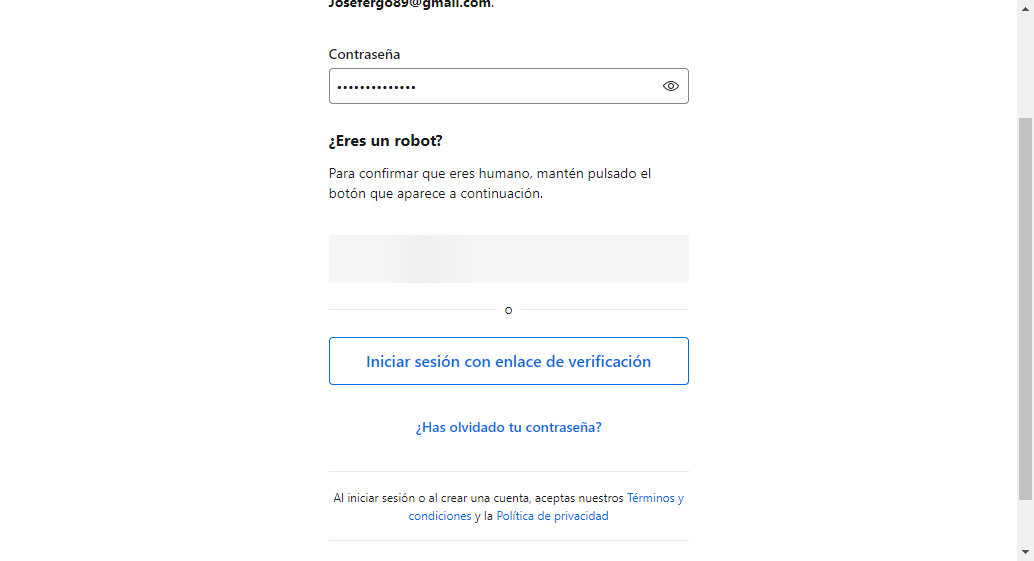 Josefergo89@gmail.com.
Contraseña
••••••••••••••
¿Eres un robot?
Para confirmar que eres humano, mantén pulsado el
botón que aparece a continuación.
o
Iniciar sesión con enlace de verificación
¿Has olvidado tu contraseña?
Al iniciar sesión o al crear una cuenta, aceptas nuestros Términos y
condiciones y la Política de privacidad